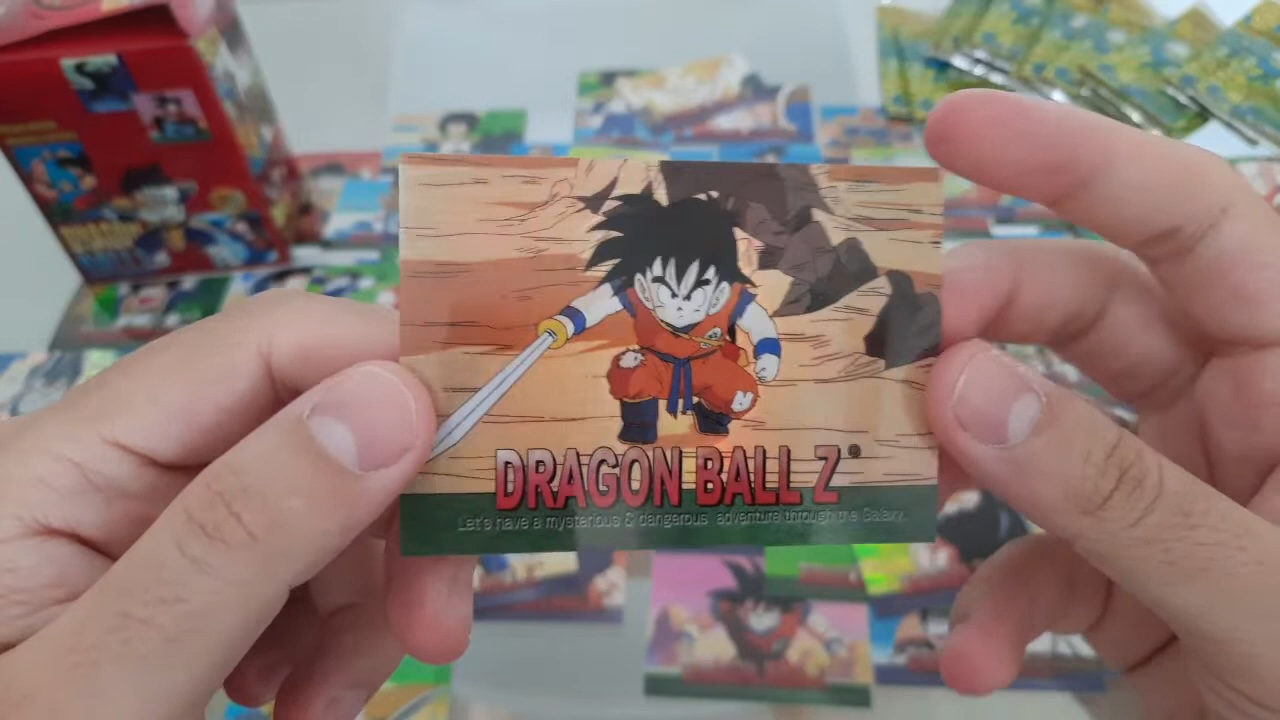 DRAGON BALL Z®
Let's have a mysterious & dangerous adventure through the Galaxy.